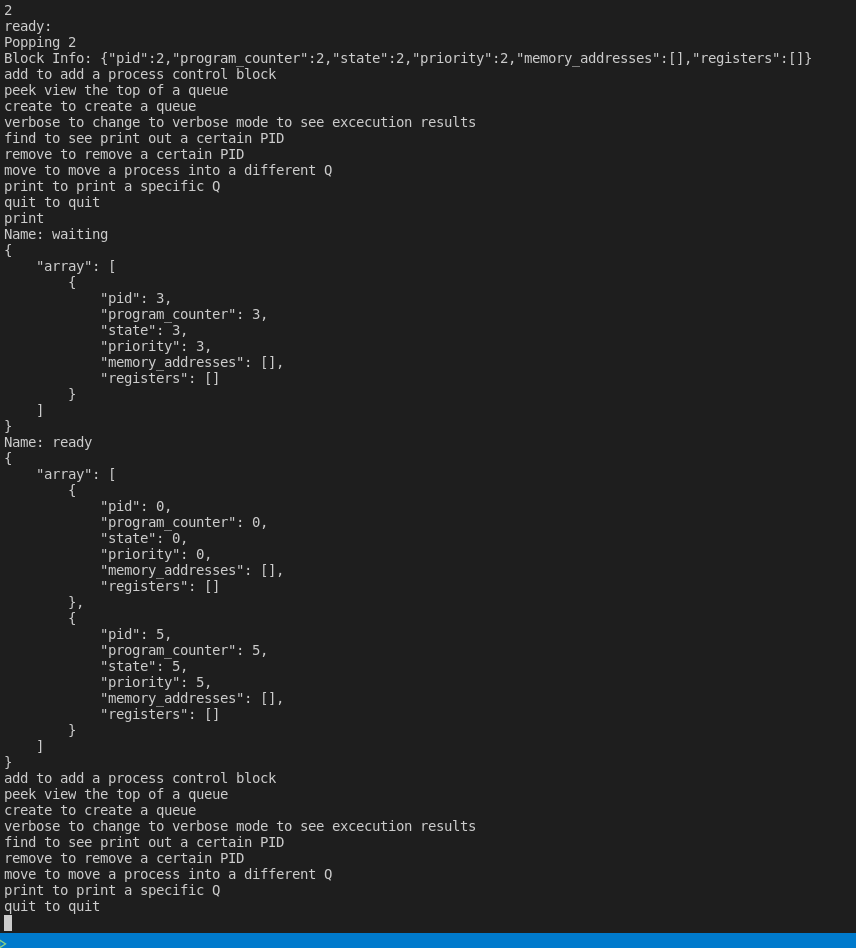 2
ready:
Popping 2
Block Info: {"pid":2,"program_counter":2,"state":2,"priority":2,"memory_addresses":[],"registers":[]}
add to add a process control block
peek view the top of a queue
create to create a queue
verbose to change to verbose mode to see excecution results
find to see print out a certain PID
remove to remove a certain PID
move to move a process into a different Q
print to print a specific Q
quit to quit
print
Name: waiting
{
    "array": [
        {
            "pid": 3,
            "program_counter": 3,
            "state": 3,
            "priority": 3,
            "memory_addresses": [],
            "registers": []
        }
    ]
}
Name: ready
{
    "array": [
        {
            "pid": 0,
            "program_counter": 0,
            "state": 0,
            "priority": 0,
            "memory_addresses": [],
            "registers": []
        },
        {
            "pid": 5,
            "program_counter": 5,
            "state": 5,
            "priority": 5,
            "memory_addresses": [],
            "registers": []
        }
    ]
}
add to add a process control block
peek view the top of a queue
create to create a queue
verbose to change to verbose mode to see excecution results
find to see print out a certain PID
remove to remove a certain PID
move to move a process into a different Q
print to print a specific Q
quit to quit